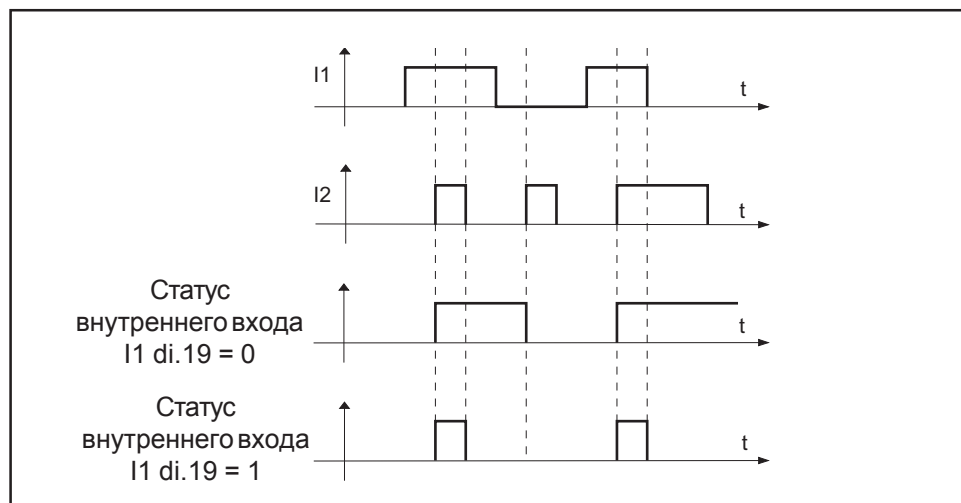 I1
t
I2
t
Статус
внутреннего входа
I1 di.19 = 0
t
Статус
внутреннего входа
I1 di.19 = 1
t